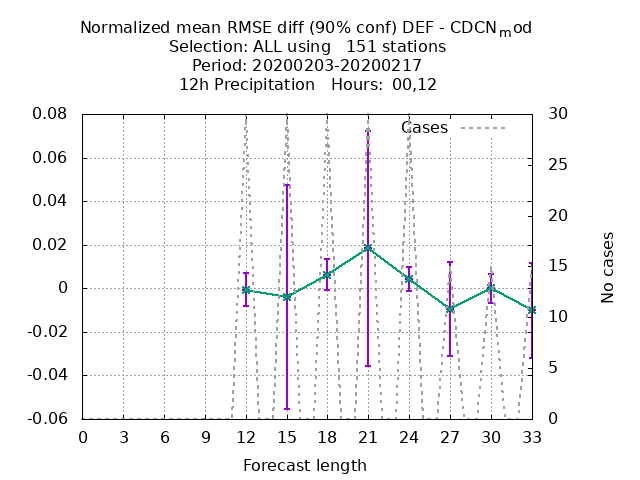 Normalized mean RMSE diff (90% conf) DEF - CDCNmod
Selection: ALL using 151 stations
Period: 20200203-20200217
12h Precipitation Hours: 00,12
Cases
0.08
0.06
0.04
0.02
0
-0.02
-0.04
-0.06
30
25
20
15
10
5
0
No cases
0 3 6 9 12 15 18 21 24 27 30 33
Forecast length